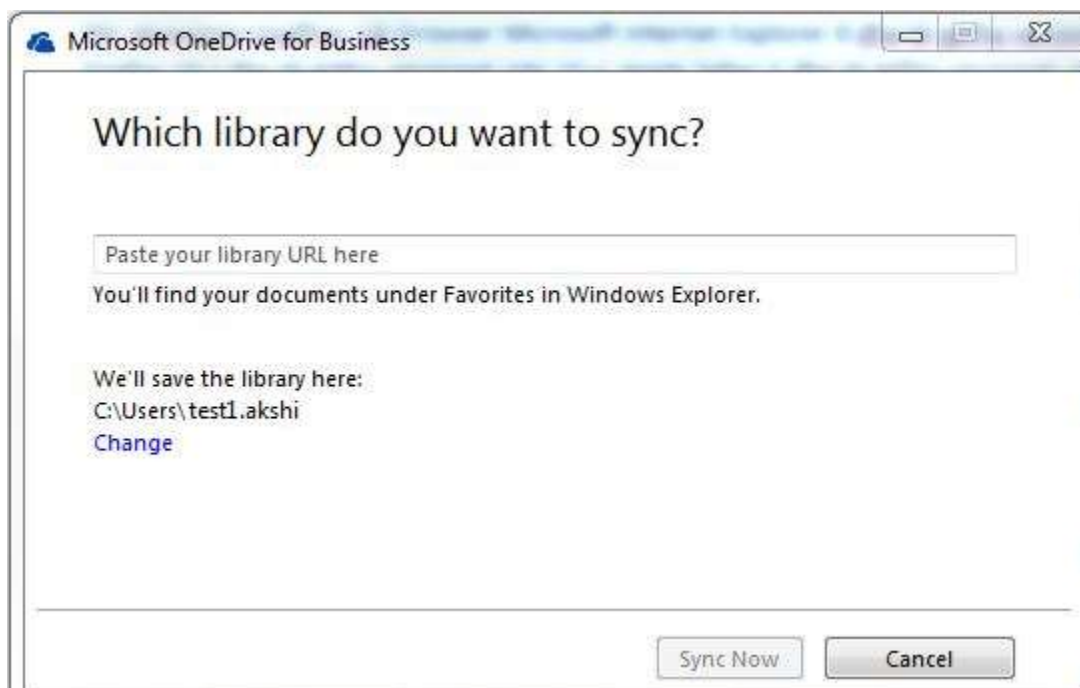 Microsoft OneDrive for Business
Which library do you want to sync?
Paste your library URL here
You'll find your documents under Favorites in Windows Explorer.
We'll save the library here:
C:\Users\test1.akshi
Change
Sync Now
Cancel